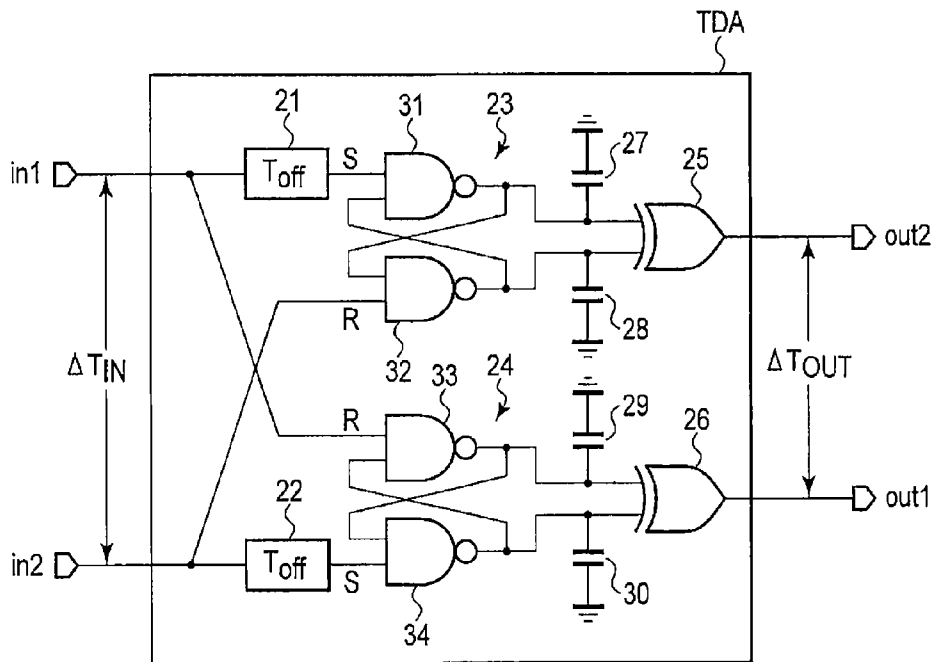 TDA
21
31
23
27
25
in1
Toff
S
out2
R
32
28
ΔTIN
24
33
29
ΔTOUT
26
R
22
out1
in2
Toff
S
34
30